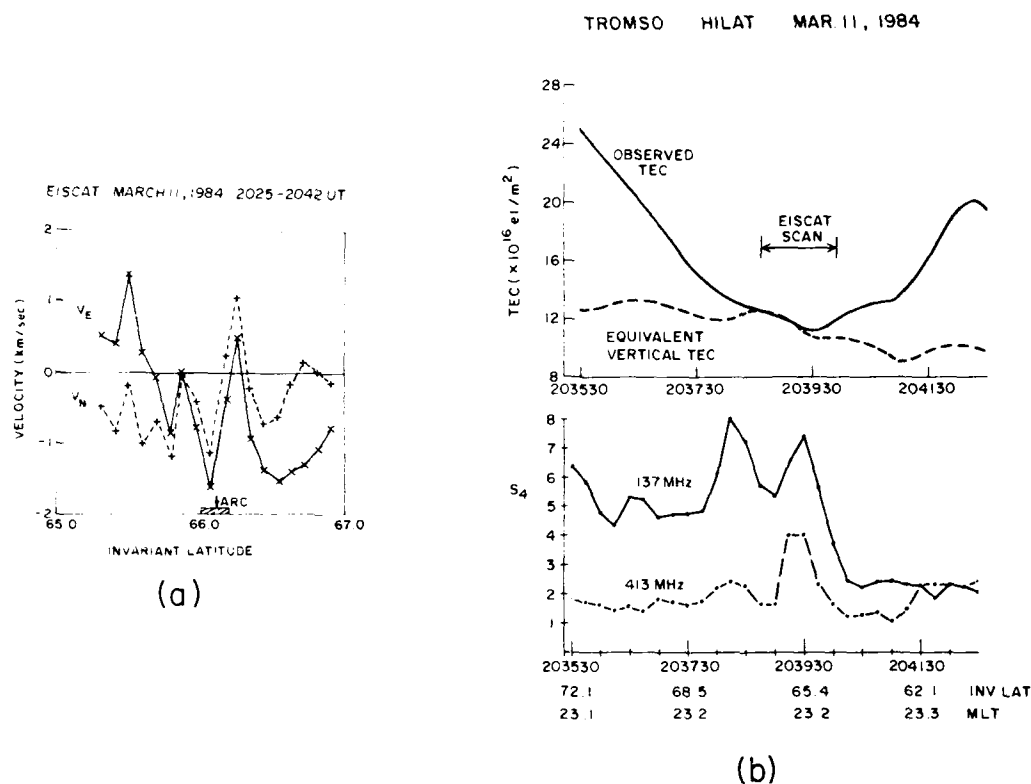 TROMSO HILAT MAR. 11, 1984
EISCAT MARCH 11, 1984 2025-2042 UT
2
1
0
-1
-2
VELOCITY (km/sec)
V_E
V_N
ARC
65.0 66.0 67.0
INVARIANT LATITUDE
(a)
28
24
20
16
12
8
TEC (× 10^16 el/m^2)
OBSERVED
TEC
EISCAT
SCAN
EQUIVALENT
VERTICAL TEC
203530 203730 203930 204130
8
7
6
5
4
3
2
1
S_4
137 MHz
413 MHz
203530 203730 203930 204130
72.1 68.5 65.4 62.1 INV LAT
23.1 23.2 23.2 23.3 MLT
(b)